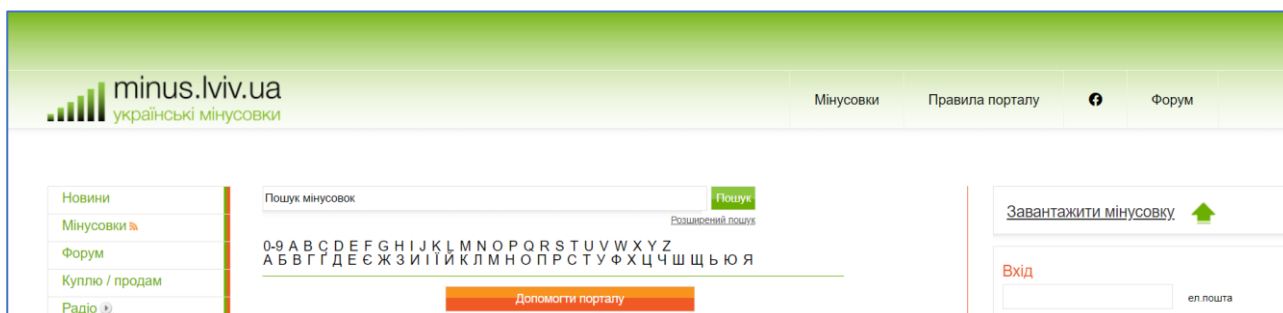 minus.lviv.ua
українські мінусовки
Мінусовки
Правила порталу
Форум
Новини
Мінусовки
Форум
Куплю / продам
Радіо
Пошук мінусовок
Пошук
Розширений пошук
0-9 A B C D E F G H I J K L M N O P Q R S T U V W X Y Z
А Б В Г Ґ Д Е Є Ж З И І Ї Й К Л М Н О П Р С Т У Ф Х Ц Ч Ш Щ Ь Ю Я
Допомогти порталу
Завантажити мінусовку
Вхід
ел.пошта